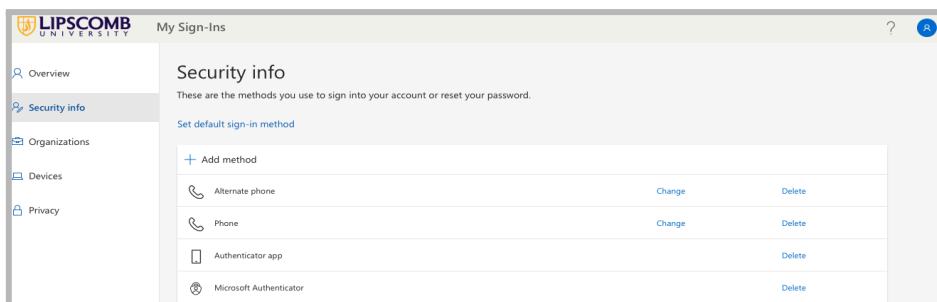 LIPSCOMB
UNIVERSITY
My Sign-Ins
?
Overview
Security info
Organizations
Devices
Privacy
Security info
These are the methods you use to sign into your account or reset your password.
Set default sign-in method
+ Add method
Alternate phone Change Delete
Phone Change Delete
Authenticator app Delete
Microsoft Authenticator Delete